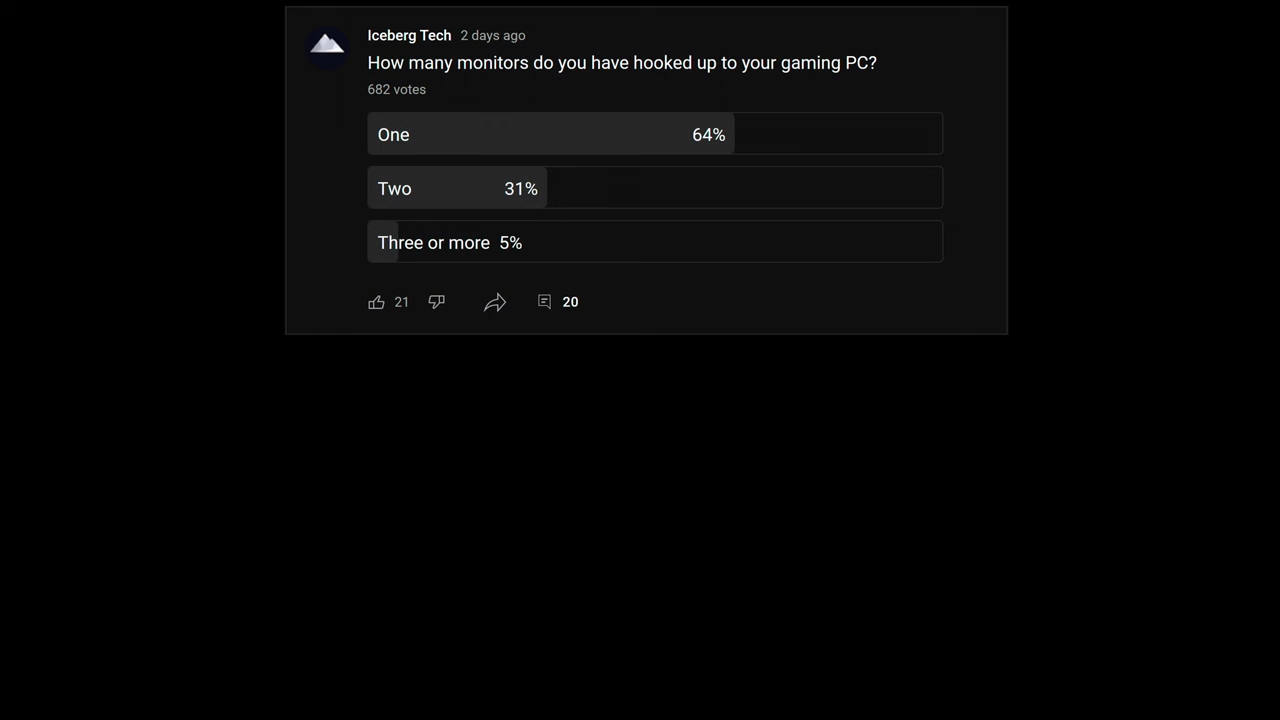 Iceberg Tech 2 days ago
How many monitors do you have hooked up to your gaming PC?
682 votes
One 64%
Two 31%
Three or more 5%
21 20